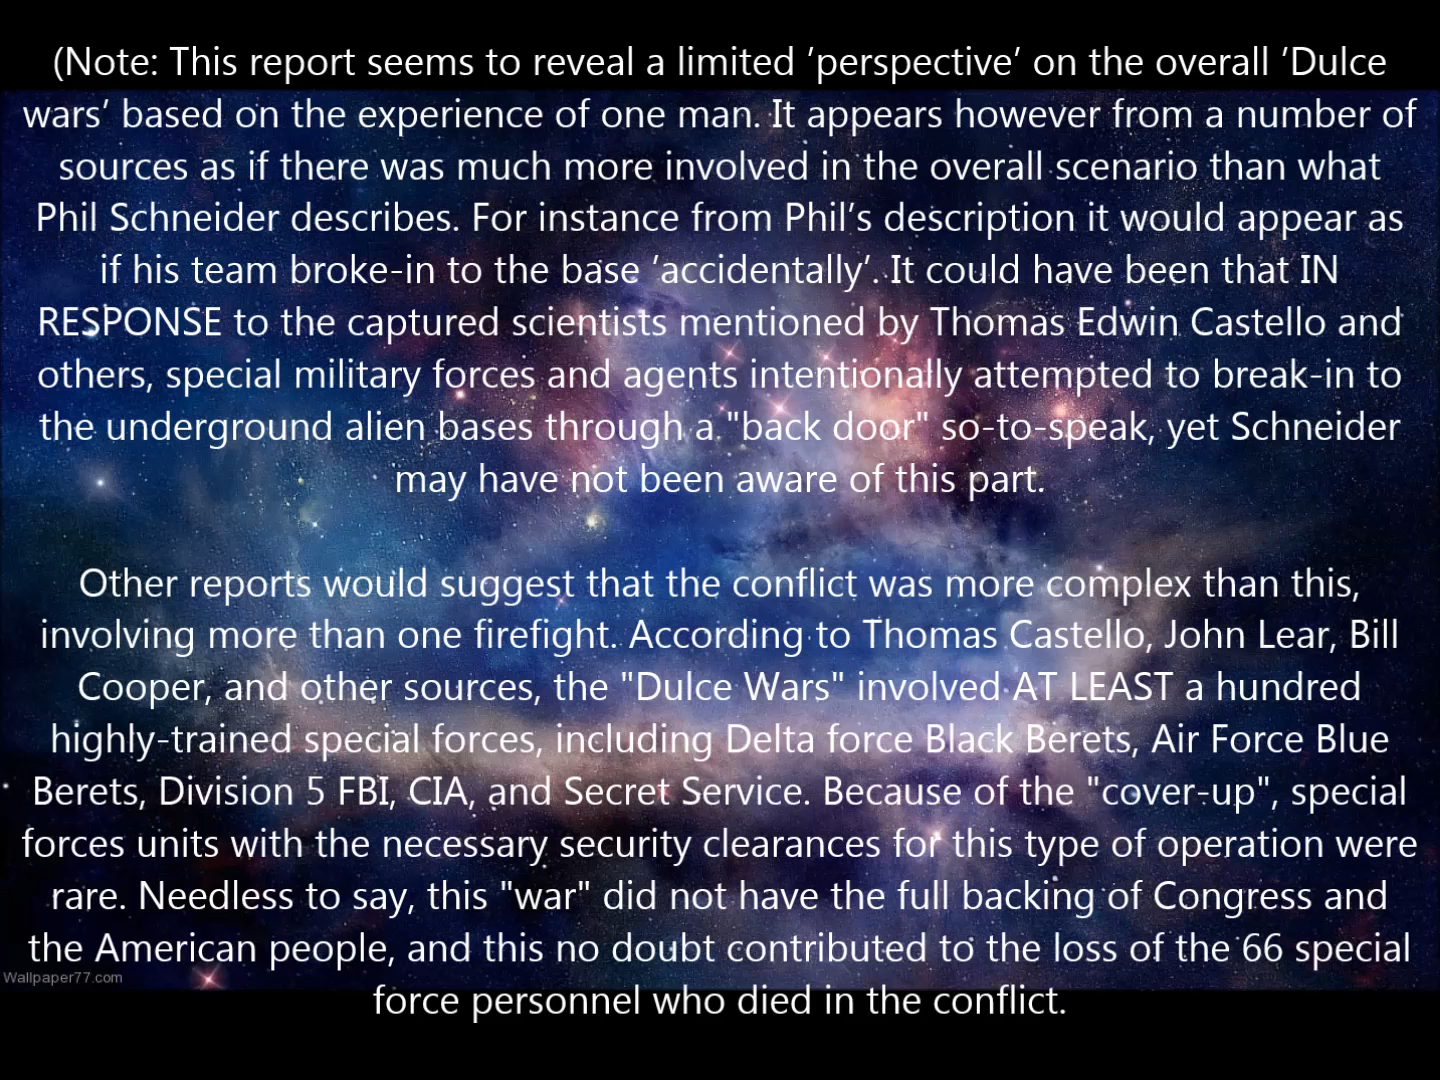 (Note: This report seems to reveal a limited ’perspective’ on the overall ’Dulce
wars’ based on the experience of one man. It appears however from a number of
sources as if there was much more involved in the overall scenario than what
Phil Schneider describes. For instance from Phil’s description it would appear as
if his team broke-in to the base ’accidentally’. It could have been that IN
RESPONSE to the captured scientists mentioned by Thomas Edwin Castello and
others, special military forces and agents intentionally attempted to break-in to
the underground alien bases through a "back door" so-to-speak, yet Schneider
may have not been aware of this part.
Other reports would suggest that the conflict was more complex than this,
involving more than one firefight. According to Thomas Castello, John Lear, Bill
Cooper, and other sources, the "Dulce Wars" involved AT LEAST a hundred
highly-trained special forces, including Delta force Black Berets, Air Force Blue
Berets, Division 5 FBI, CIA, and Secret Service. Because of the "cover-up", special
forces units with the necessary security clearances for this type of operation were
rare. Needless to say, this "war" did not have the full backing of Congress and
the American people, and this no doubt contributed to the loss of the 66 special
Wallpaper77.com
force personnel who died in the conflict.